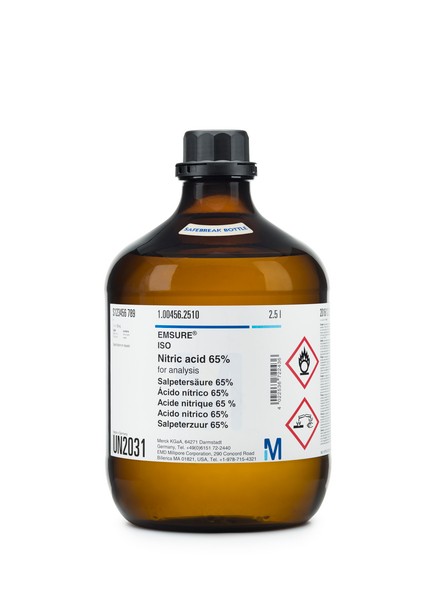 SAFEBREAK BOTTLE
S123456 789
1.00456.2510 2.5 l
EMSURE®
ISO
Nitric acid 65%
for analysis
Salpetersäure 65%
Ácido nítrico 65%
Acide nitrique 65 %
Acido nitrico 65%
Salpeterzuur 65%
UN2031
Merck KGaA, 64271 Darmstadt
Germany, Tel. +49(0)6151 72-2440
EMD Millipore Corporation, 290 Concord Road
Billerica MA 01821, USA, Tel. +1-978-715-4321
M